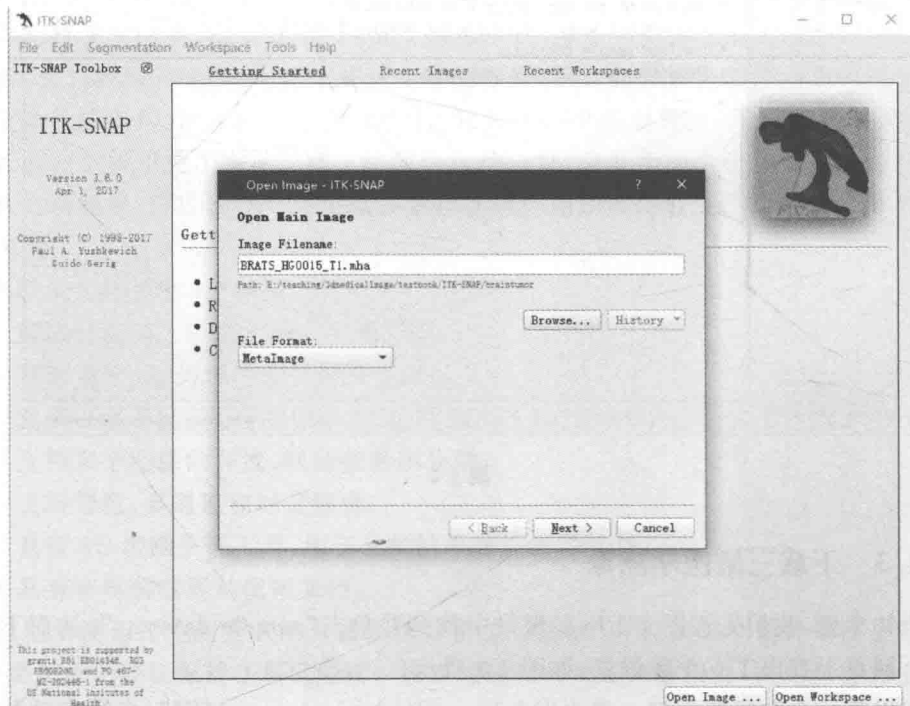 ITK-SNAP
File Edit Segmentation Workspace Tools Help
ITK-SNAP Toolbox
Getting Started Recent Images Recent Workspaces
ITK-SNAP
Version 3.6.0
Apr 1, 2017
Copyright (C) 1998-2017
Paul A. Yushkevich
Guido Gerig
Gett
• L
• R
• D
• C
Open Image - ITK-SNAP ? ×
Open Main Image
Image Filename:
BRATS_HG0015_T1.mha
Browse... History
File Format:
MetaImage
< Back Next > Cancel
This project is supported by
US National Institutes of
Health
Open Image ... Open Workspace ...